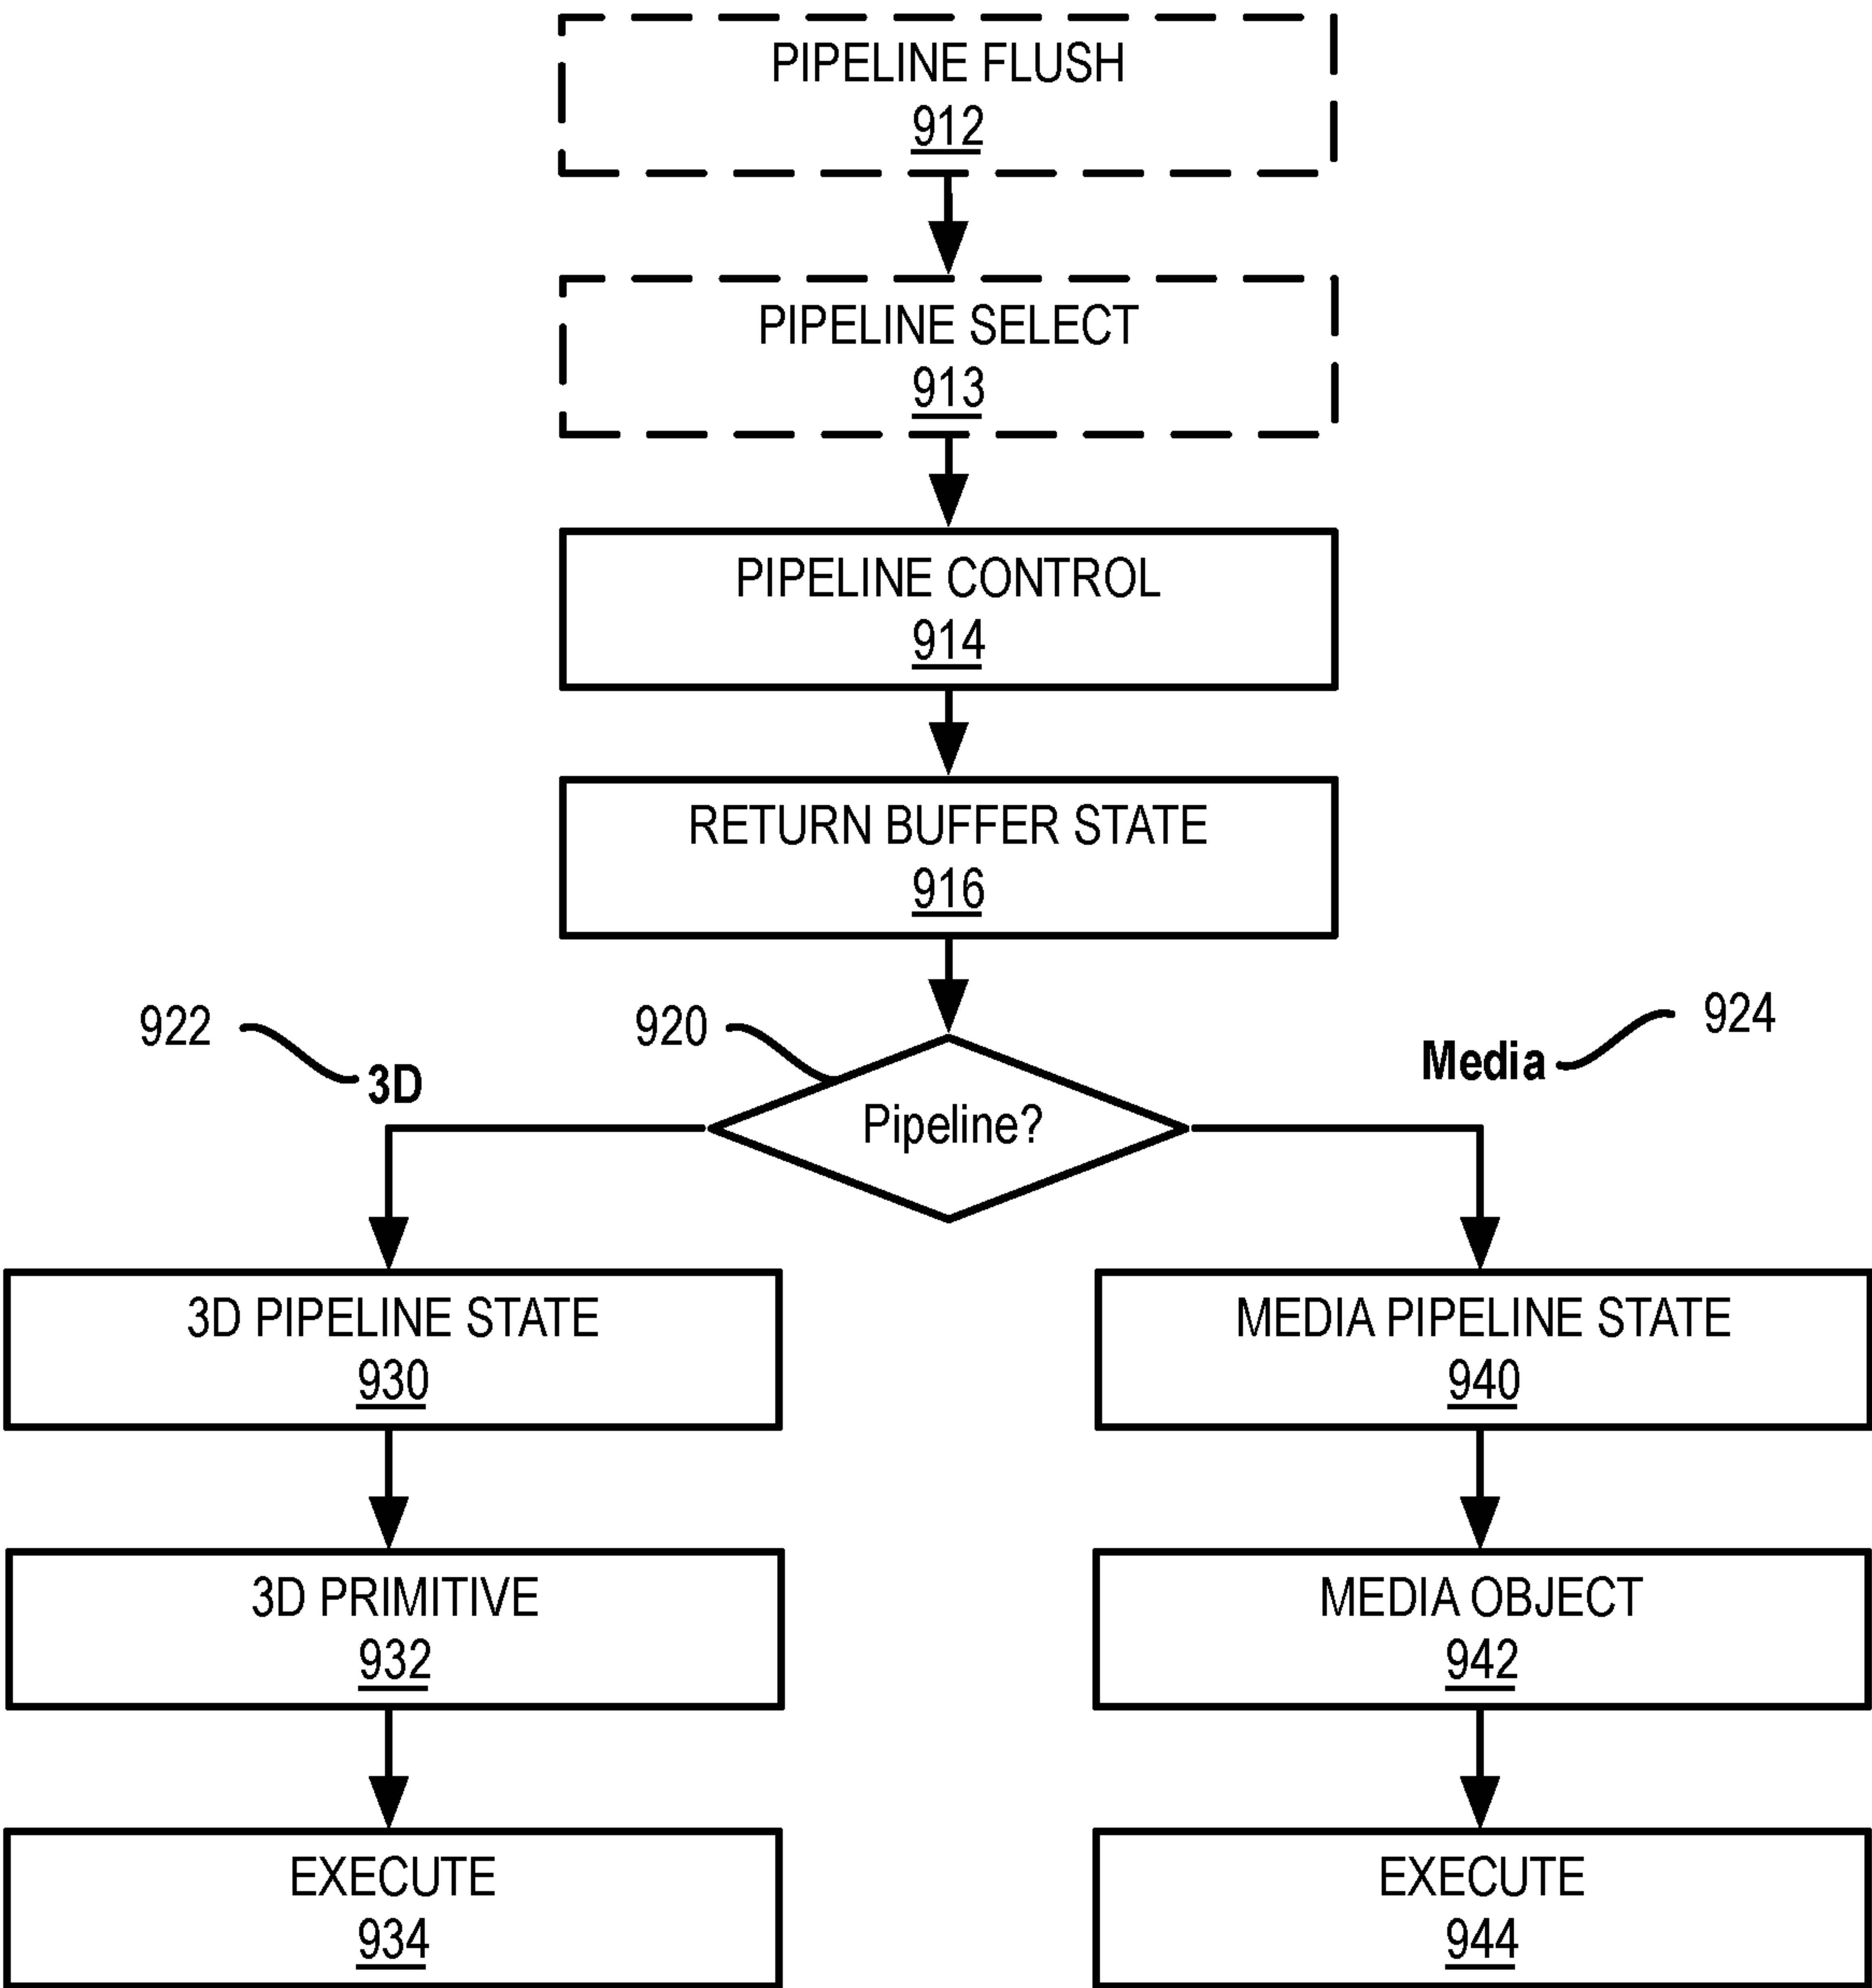 PIPELINE FLUSH
912
PIPELINE SELECT
913
PIPELINE CONTROL
914
RETURN BUFFER STATE
916
922
920
924
3D
Media
Pipeline?
3D PIPELINE STATE
930
MEDIA PIPELINE STATE
940
3D PRIMITIVE
932
MEDIA OBJECT
942
EXECUTE
934
EXECUTE
944